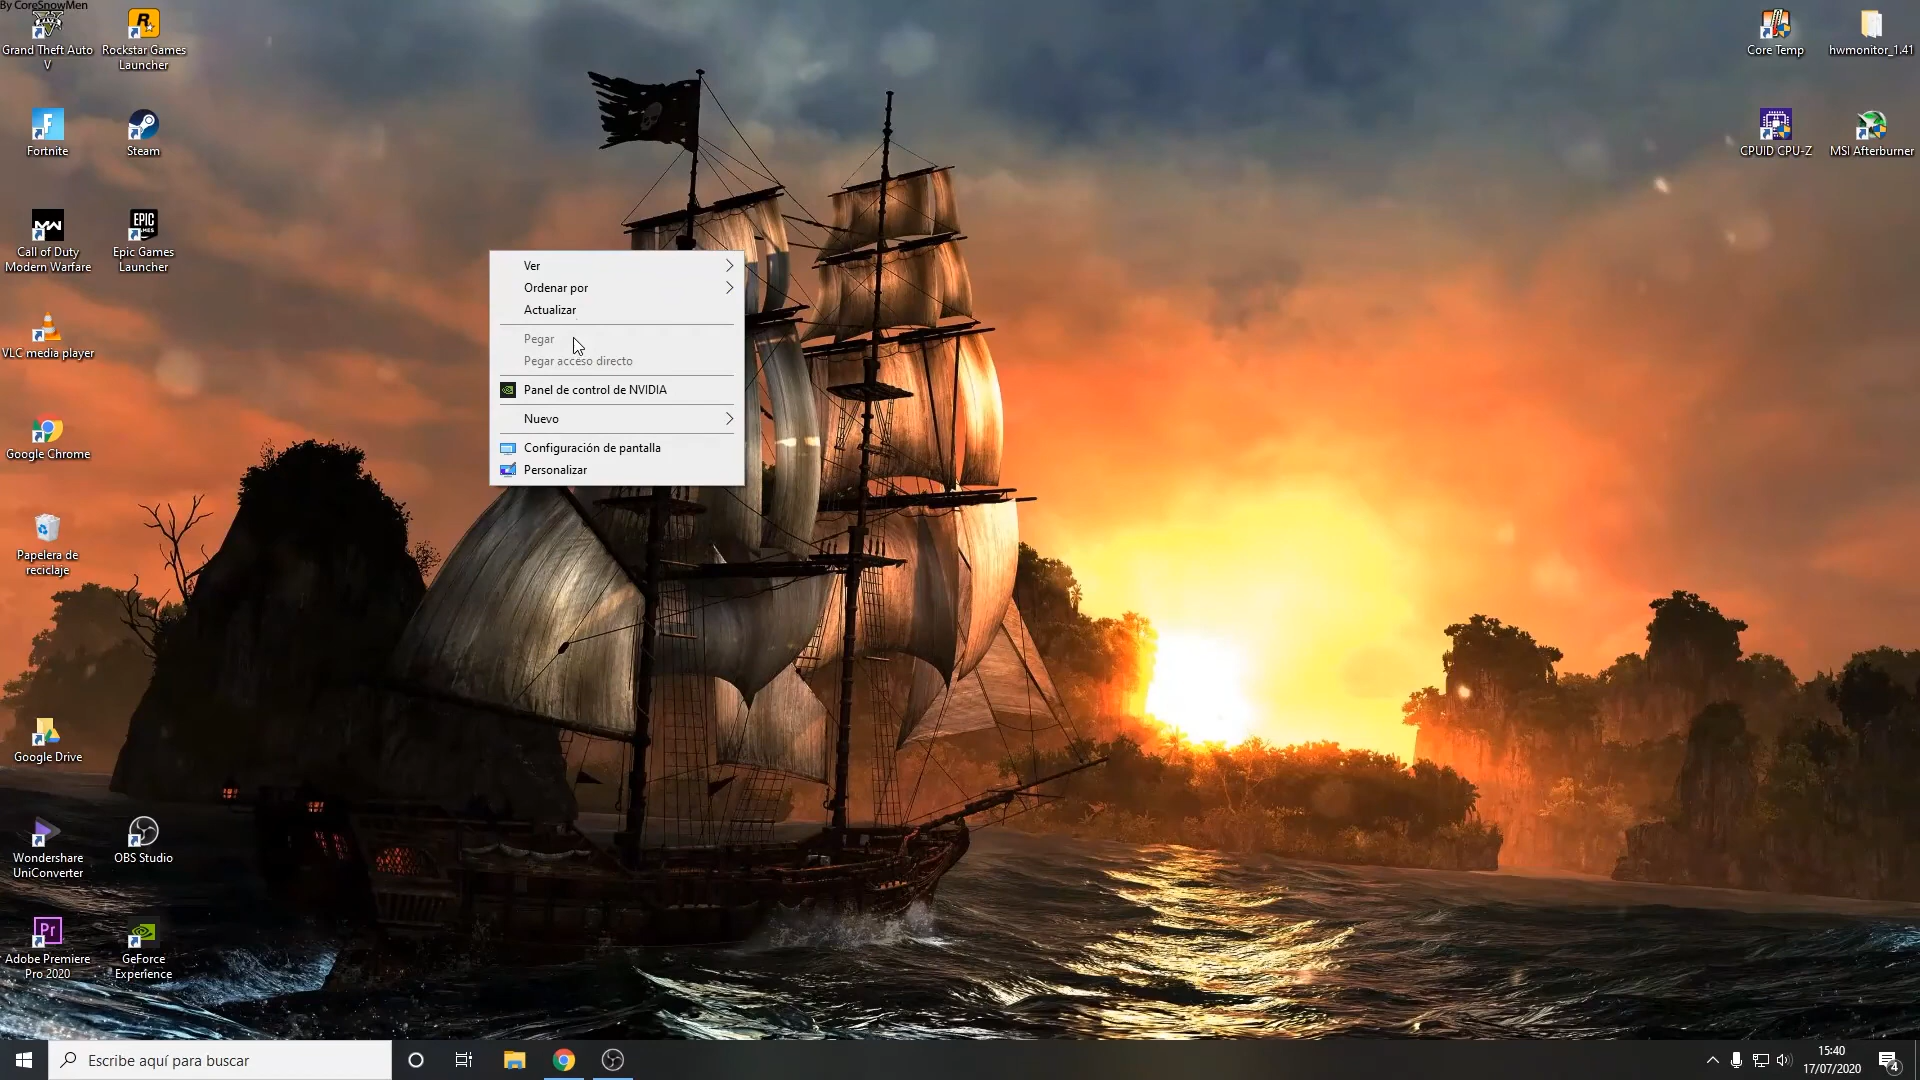 By CoreSnowMen
Grand Theft Auto
V
Rockstar Games
Launcher
Core Temp
hwmonitor_1.41
Fortnite
Steam
CPUID CPU-Z
MSI Afterburner
Call of Duty
Modern Warfare
EPIC
GAMES
Epic Games
Launcher
Ver
Ordenar por
Actualizar
Pegar
Pegar acceso directo
Panel de control de NVIDIA
Nuevo
Configuración de pantalla
Personalizar
VLC media player
Google Chrome
Papelera de
reciclaje
Google Drive
Wondershare
UniConverter
OBS Studio
Pr
Adobe Premiere
Pro 2020
GeForce
Experience
Escribe aquí para buscar
15:40
17/07/2020
4